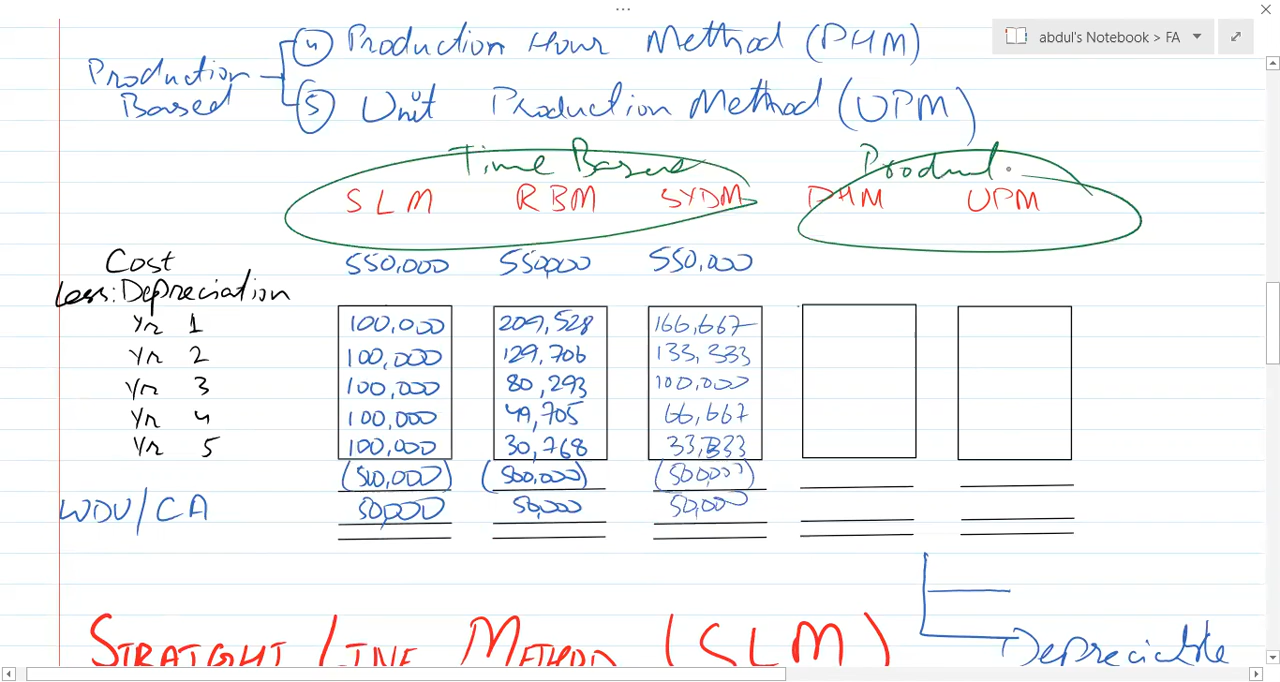 ...
abdul's Notebook > FA
4 Production Hour Method (PHM)
Production Based
5 Unit Production Method (UPM)
Time Based Product
SLM RBM SYDM PHM UPM
Cost 550,000 550,000 550,000
Less: Depreciation
Yr 1 100,000 209,528 166,667
Yr 2 100,000 129,706 133,333
Yr 3 100,000 80,293 100,000
Yr 4 100,000 49,705 66,667
Yr 5 100,000 30,768 33,333
(500,000) (500,000) (500,000)
WDV/CA 50,000 50,000 50,000
STRAIGHT LINE METHOD (SLM)
Depreciable